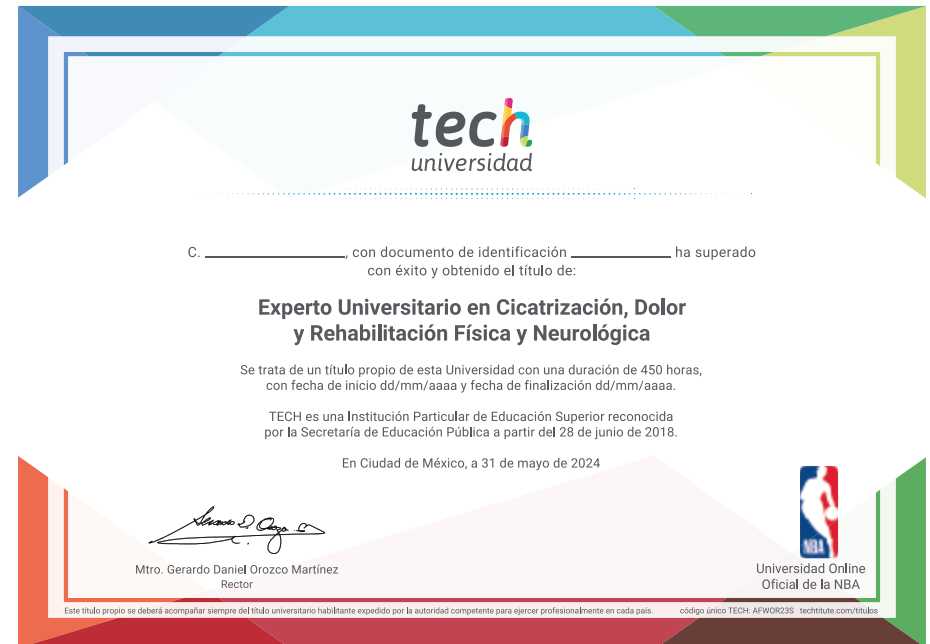 tech
universidad
C. ____________, con documento de identificación ____________ ha superado
con éxito y obtenido el título de:
Experto Universitario en Cicatrización, Dolor
y Rehabilitación Física y Neurológica
Se trata de un título propio de esta Universidad con una duración de 450 horas,
con fecha de inicio dd/mm/aaaa y fecha de finalización dd/mm/aaaa.
TECH es una Institución Particular de Educación Superior reconocida
por la Secretaría de Educación Pública a partir del 28 de junio de 2018.
En Ciudad de México, a 31 de mayo de 2024
Mtro. Gerardo Daniel Orozco Martínez
Rector
NBA
Universidad Online
Oficial de la NBA
Este título propio se deberá acompañar siempre del título universitario habilitante expedido por la autoridad competente para ejercer profesionalmente en cada país.
código único TECH: AFWOR23S techtitute.com/titulos